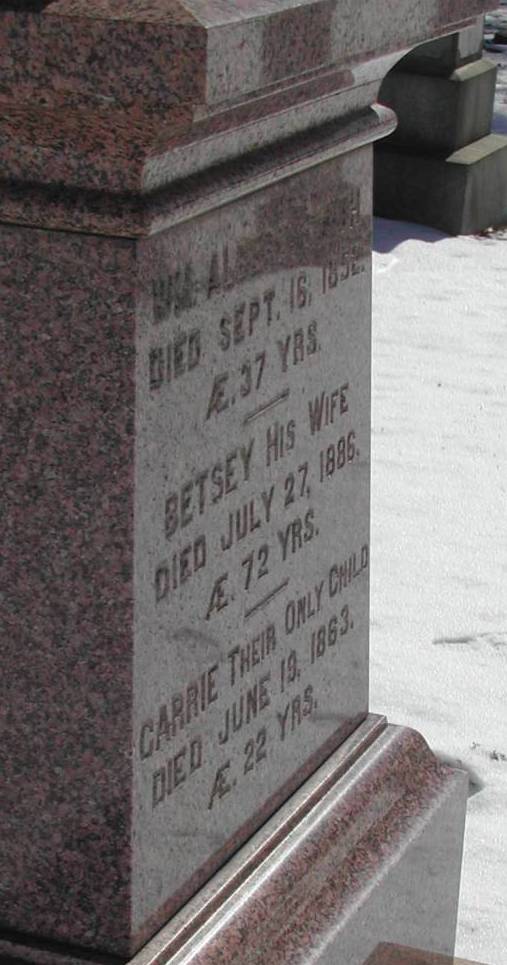 WM.
DIED SEPT. 16, 1852.
Æ. 37 YRS.
BETSEY HIS WIFE
DIED JULY 27, 1886.
Æ. 72 YRS.
CARRIE THEIR ONLY CHILD
DIED JUNE 19, 1863.
Æ. 22 YRS.